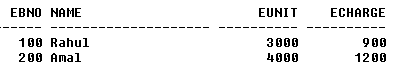 EBNO NAME EUNIT ECHARGE
------- -------------------- ---------- ----------
100 Rahul 3000 900
200 Amal 4000 1200